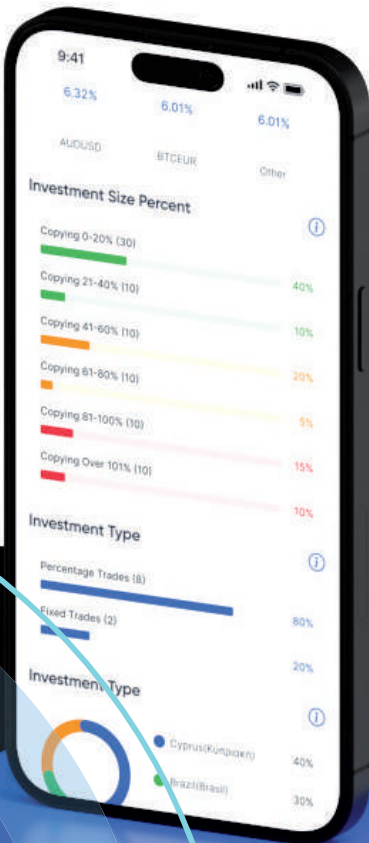 9:41
6.32% 6.01% 6.01%
AUDUSD BTCEUR Other
Investment Size Percent
Copying 0-20% (30)
40%
Copying 21-40% (10)
10%
Copying 41-60% (10)
20%
Copying 61-80% (10)
5%
Copying 81-100% (10)
15%
Copying Over 101% (10)
10%
Investment Type
Percentage Trades (8)
80%
Fixed Trades (2)
20%
Investment Type
Cyprus(Κυπριακη) 40%
Brazil(Brasil) 30%